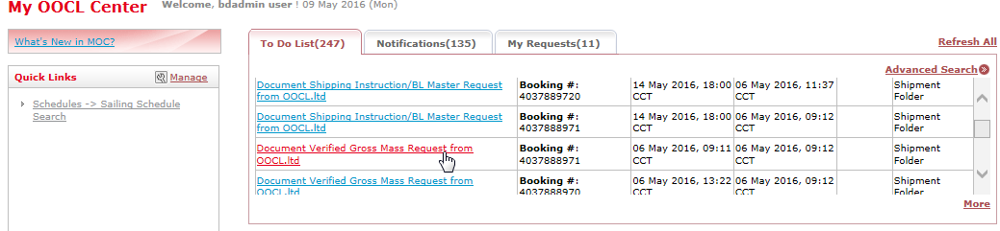 My OOCL Center
Welcome, bdadmin user ! 09 May 2016 (Mon)
What's New in MOC?
Quick Links
Manage
Schedules -> Sailing Schedule
Search
To Do List(247)
Notifications(135)
My Requests(11)
Refresh All
Advanced Search
Document Shipping Instruction/BL Master Request Booking #: 14 May 2016, 18:00 06 May 2016, 11:37 Shipment
from OOCL.ltd 4037889720 CCT CCT Folder
Document Shipping Instruction/BL Master Request Booking #: 14 May 2016, 18:00 06 May 2016, 09:12 Shipment
from OOCL.ltd 4037888971 CCT CCT Folder
Document Verified Gross Mass Request from Booking #: 06 May 2016, 09:11 06 May 2016, 09:12 Shipment
OOCL.ltd 4037888971 CCT CCT Folder
Document Verified Gross Mass Request from Booking #: 06 May 2016, 13:22 06 May 2016, 09:12 Shipment
OOCL.ltd 4037888970 CCT CCT Folder
More